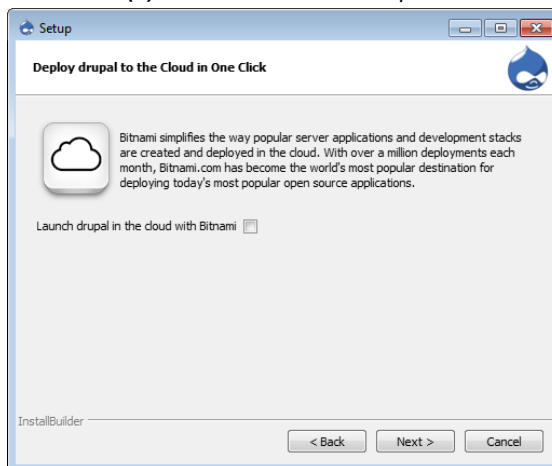 Setup
Deploy drupal to the Cloud in One Click
Bitnami simplifies the way popular server applications and development stacks
are created and deployed in the cloud. With over a million deployments each
month, Bitnami.com has become the world's most popular destination for
deploying today's most popular open source applications.
Launch drupal in the cloud with Bitnami
InstallBuilder
< Back Next > Cancel